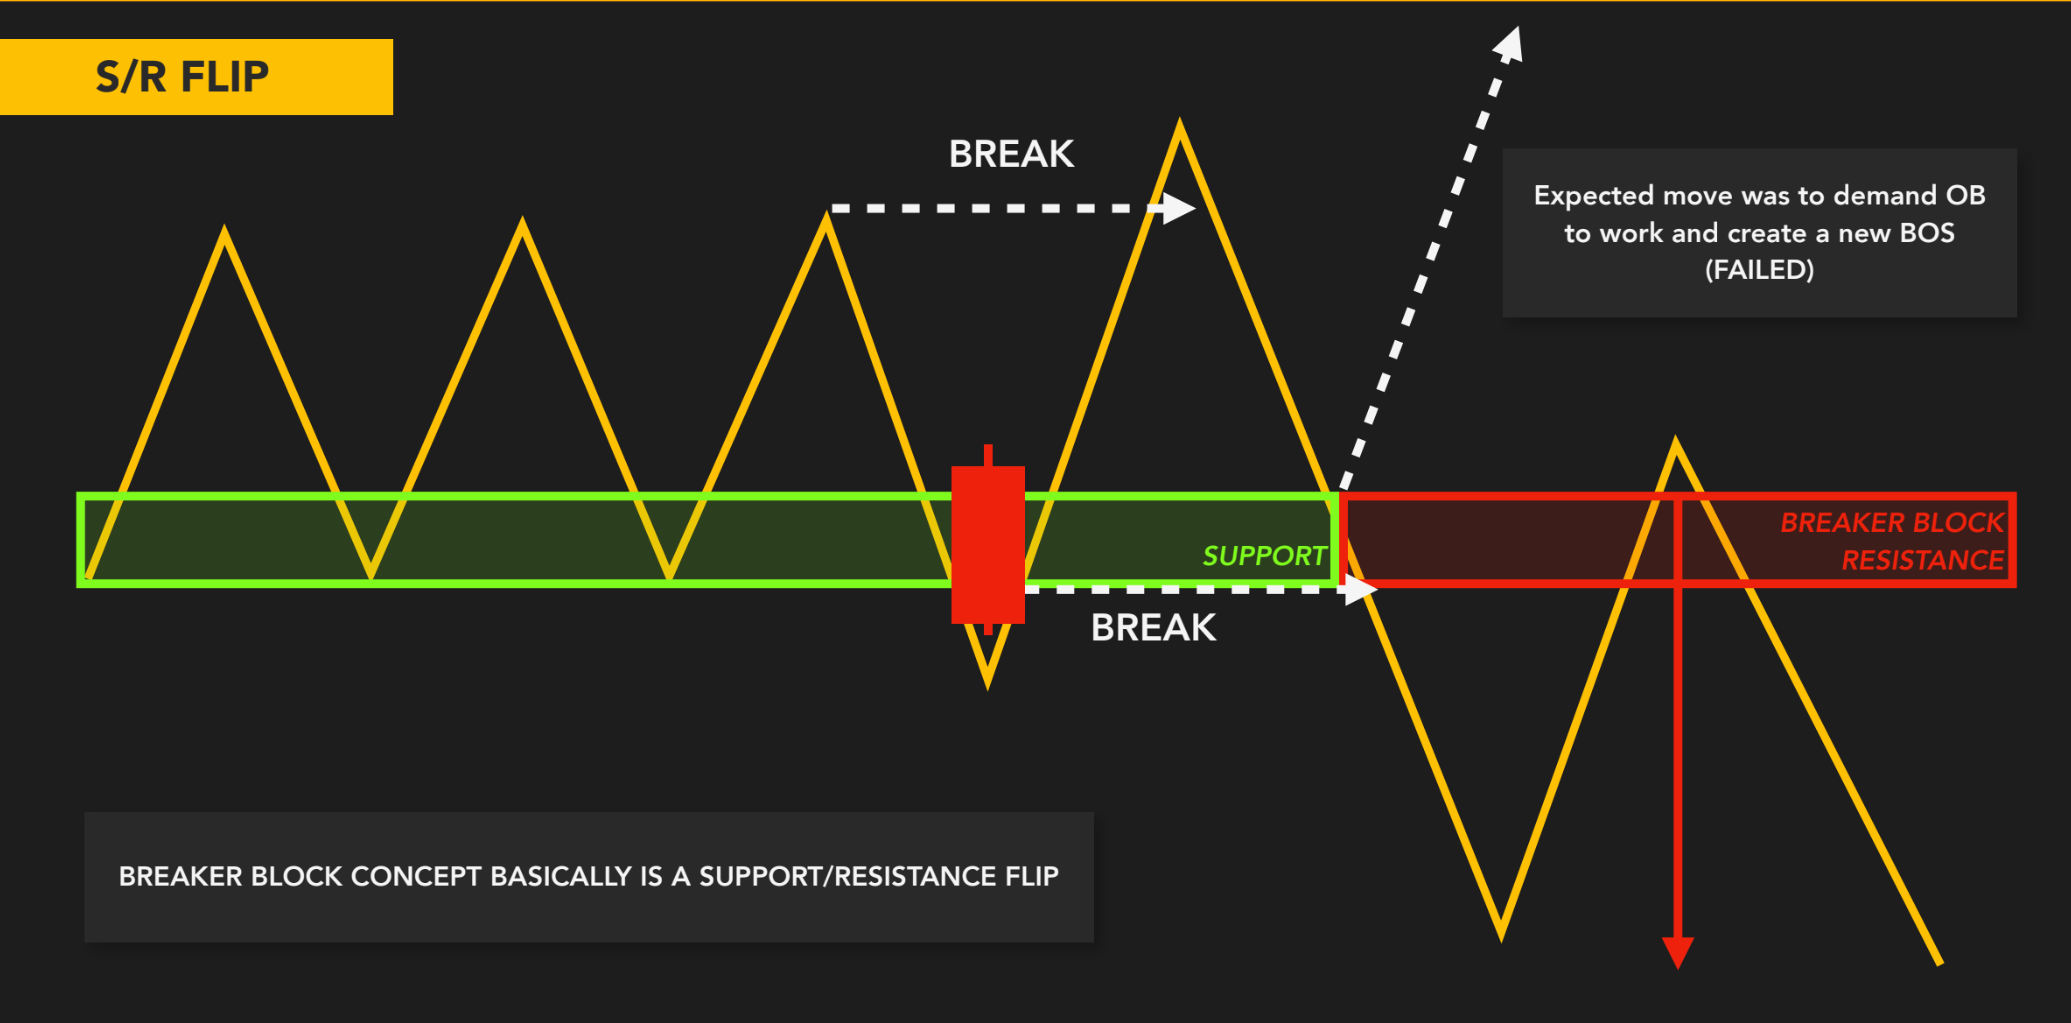 S/R FLIP
BREAK
Expected move was to demand OB
to work and create a new BOS
(FAILED)
BREAKER BLOCK
RESISTANCE
SUPPORT
BREAK
BREAKER BLOCK CONCEPT BASICALLY IS A SUPPORT/RESISTANCE FLIP